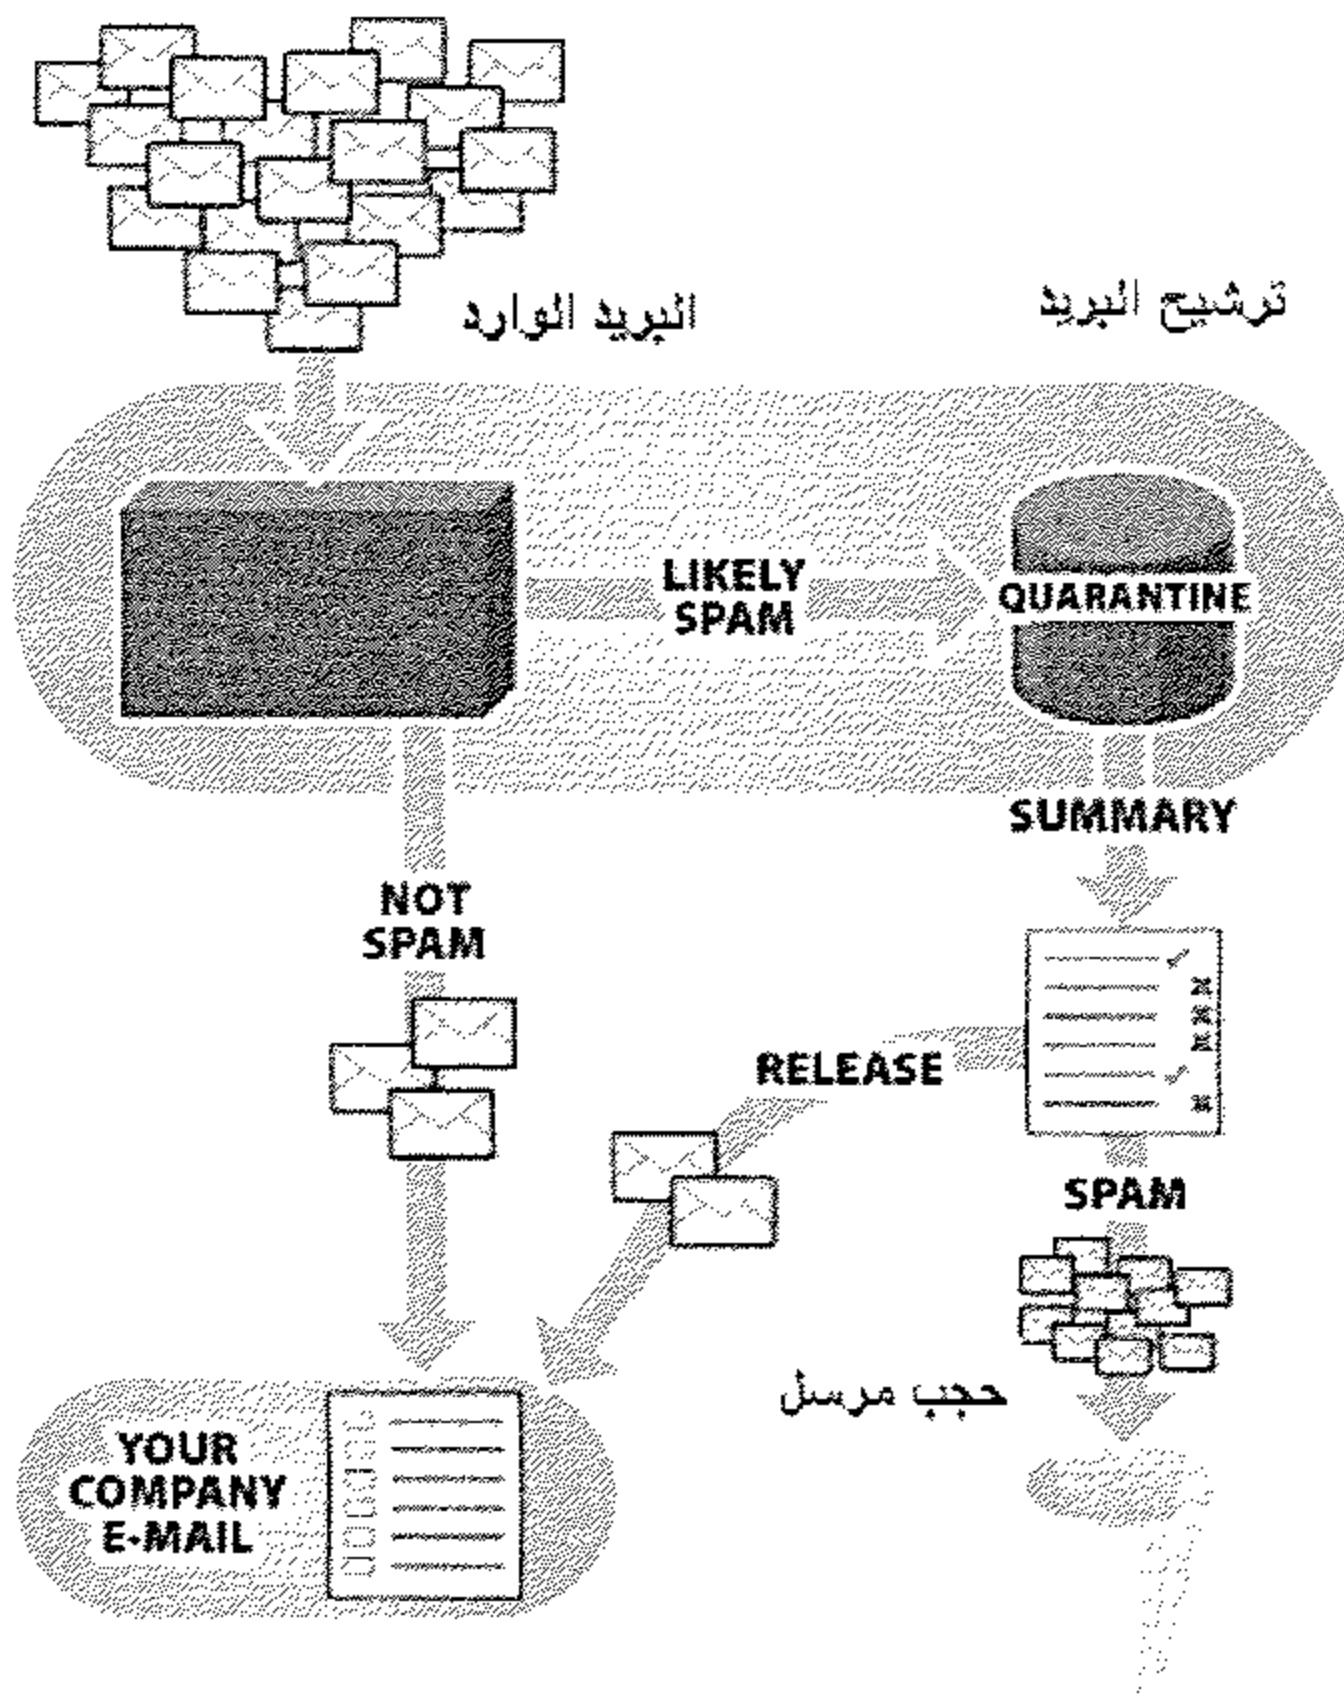 البريد الوارد
ترشيح البريد
LIKELY
SPAM
QUARANTINE
SUMMARY
NOT
SPAM
RELEASE
SPAM
حجب مرسل
YOUR
COMPANY
E-MAIL